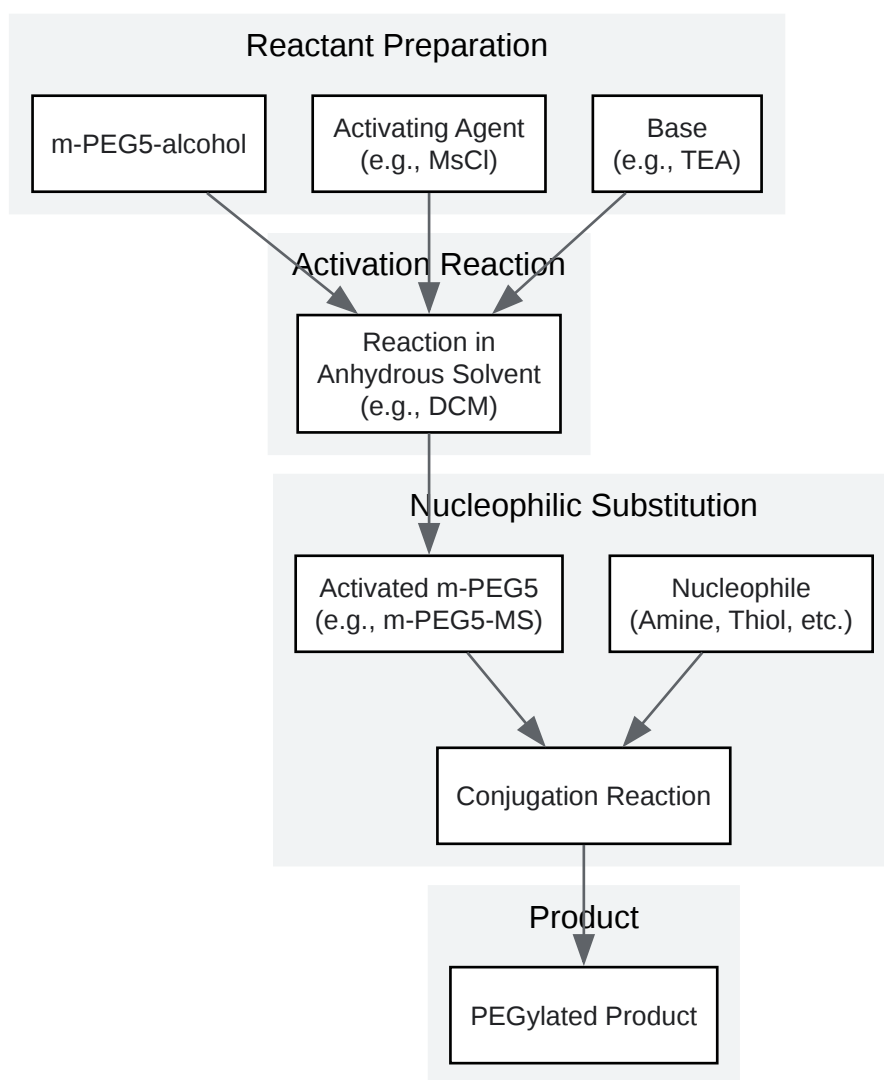 Reactant Preparation
m-PEG5-alcohol
Activating Agent
(e.g., MsCl)
Base
(e.g., TEA)
Activation Reaction
Reaction in
Anhydrous Solvent
(e.g., DCM)
Nucleophilic Substitution
Activated m-PEG5
(e.g., m-PEG5-MS)
Nucleophile
(Amine, Thiol, etc.)
Conjugation Reaction
Product
PEGylated Product